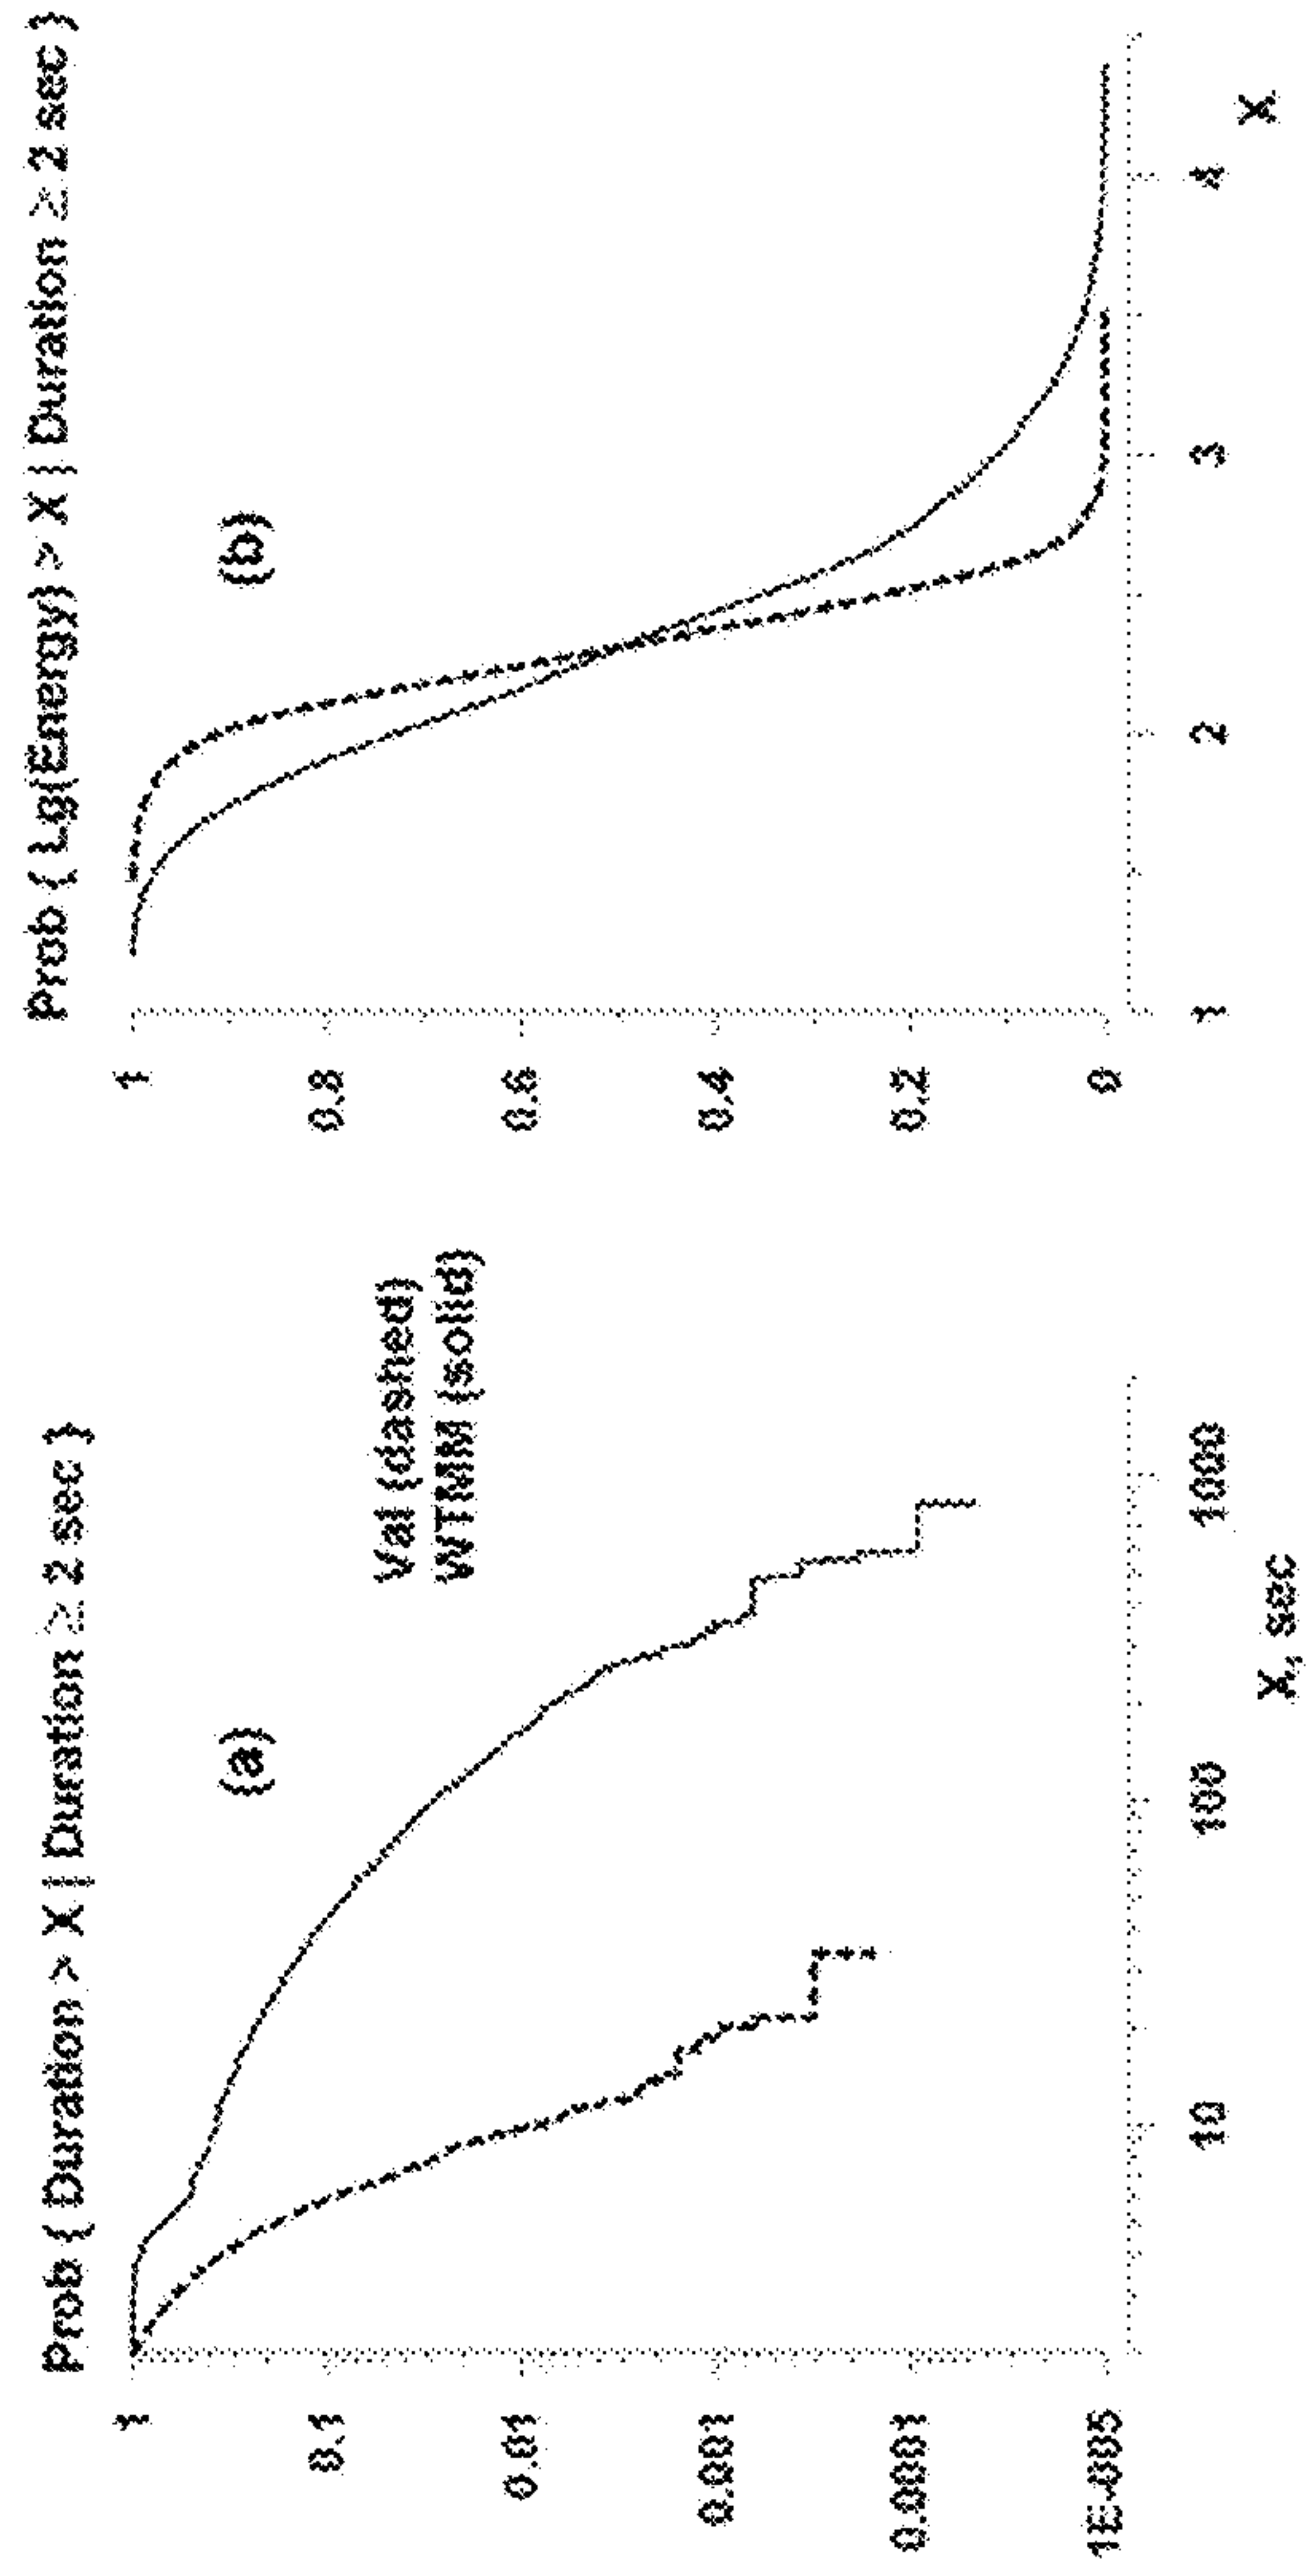 Prob { Duration > X | Duration ≥ 2 sec }
(a)
Val (dashed)
WTMM (solid)
1
0.1
0.01
0.001
0.0001
1E-005
10
100
1000
X, sec
Prob { Lg(Energy) > X | Duration ≥ 2 sec }
(b)
1
0.8
0.6
0.4
0.2
0
1
2
3
4
X